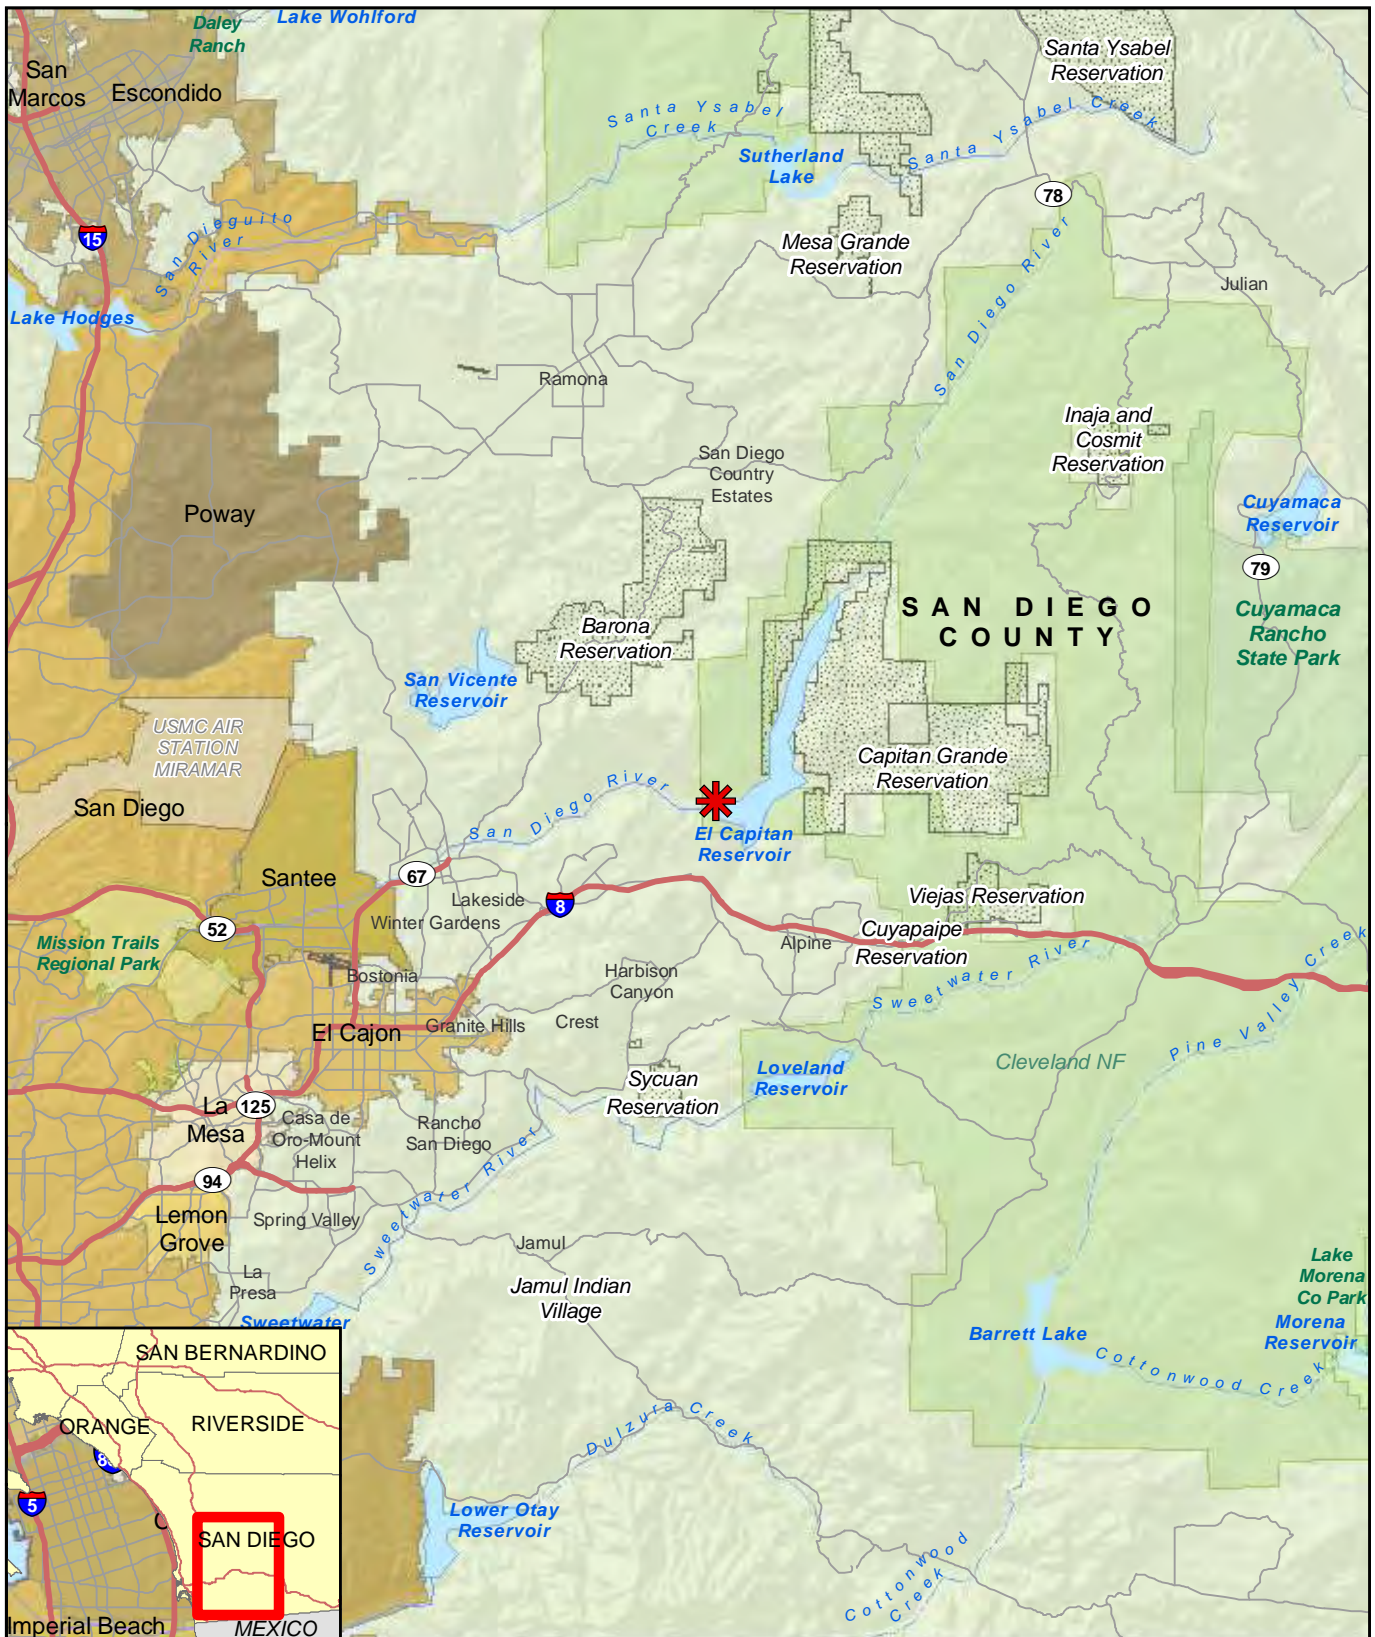 Lake Wohlford
Daley
Ranch
San
Marcos
Escondido
Santa Ysabel
Reservation
Santa Ysabel
Creek
Santa Ysabel Creek
Sutherland
Lake
78
15
San Dieguito
River
Mesa Grande
Reservation
San Diego River
Julian
Lake Hodges
Ramona
Inaja and
Cosmit
Reservation
San Diego
Country
Estates
Poway
Cuyamaca
Reservoir
79
SAN DIEGO
COUNTY
Cuyamaca
Rancho
State Park
Barona
Reservation
San Vicente
Reservoir
USMC AIR
STATION
MIRAMAR
San Diego
Capitan Grande
Reservation
San Diego River
El Capitan
Reservoir
Santee
67
Lakeside
8
Winter Gardens
Viejas Reservation
52
Mission Trails
Regional Park
Alpine
Cuyapaipe
Reservation
Bostonia
Harbison
Canyon
Sweetwater River
Pine Valley Creek
El Cajon
Granite Hills
Crest
Cleveland NF
Loveland
Reservoir
Sycuan
Reservation
125
La
Mesa
Casa de
Oro-Mount
Helix
Rancho
San Diego
94
Sweetwater River
Lemon
Grove
Spring Valley
Jamul
La
Presa
Jamul Indian
Village
Lake
Morena
Co Park
Morena
Reservoir
Sweetwater
Barrett Lake
Cottonwood Creek
SAN BERNARDINO
ORANGE
RIVERSIDE
8
5
C
SAN DIEGO
Dulzura Creek
Lower Otay
Reservoir
Cottonwood
Creek
Imperial Beach
MEXICO